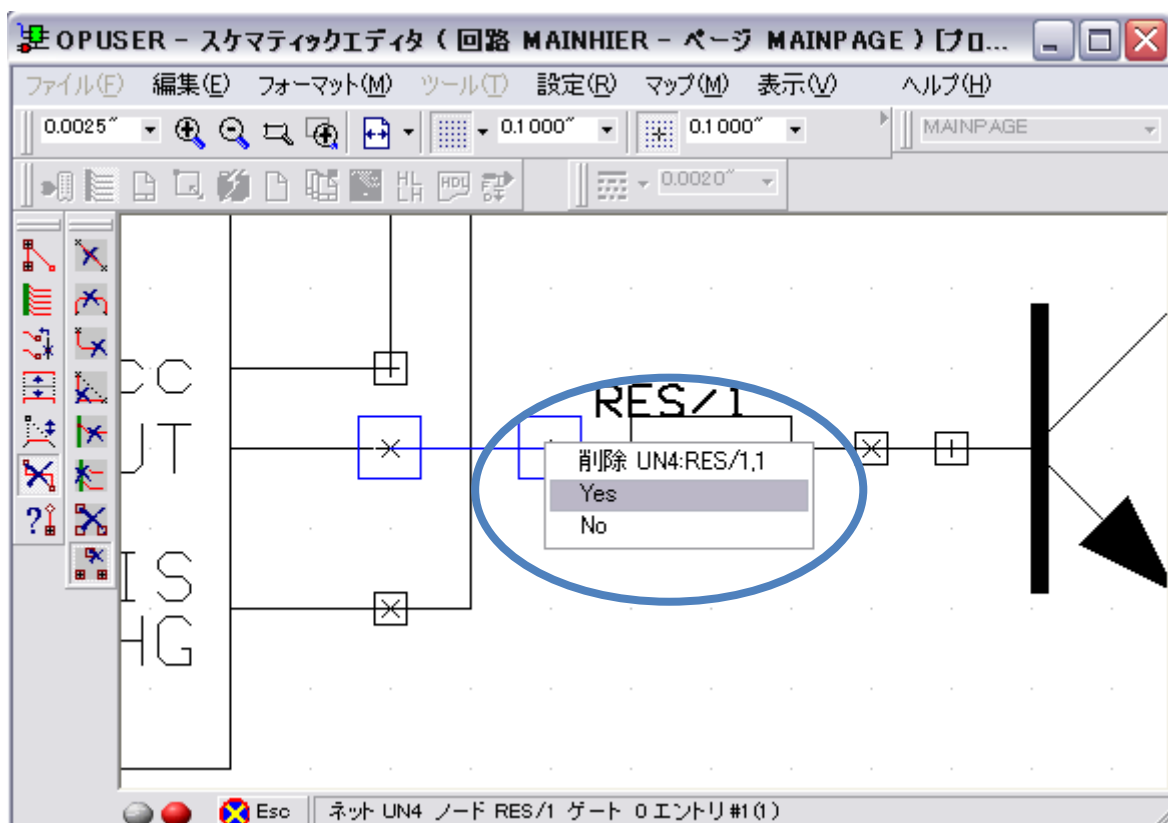 OPUSER - スケマティックエディタ ( 回路 MAINHIER - ページ MAINPAGE ) [プロ...
ファイル(F) 編集(E) フォーマット(M) ツール(T) 設定(R) マップ(M) 表示(V) ヘルプ(H)
0.0025" 0.1000" 0.1000" MAINPAGE
HL LH HDL 0.0020"
CC
RES/1
UT
削除 UN4:RES/1,1
Yes
No
IS
HG
Esc ネット UN4 ノード RES/1 ゲート 0 エントリ #1(1)